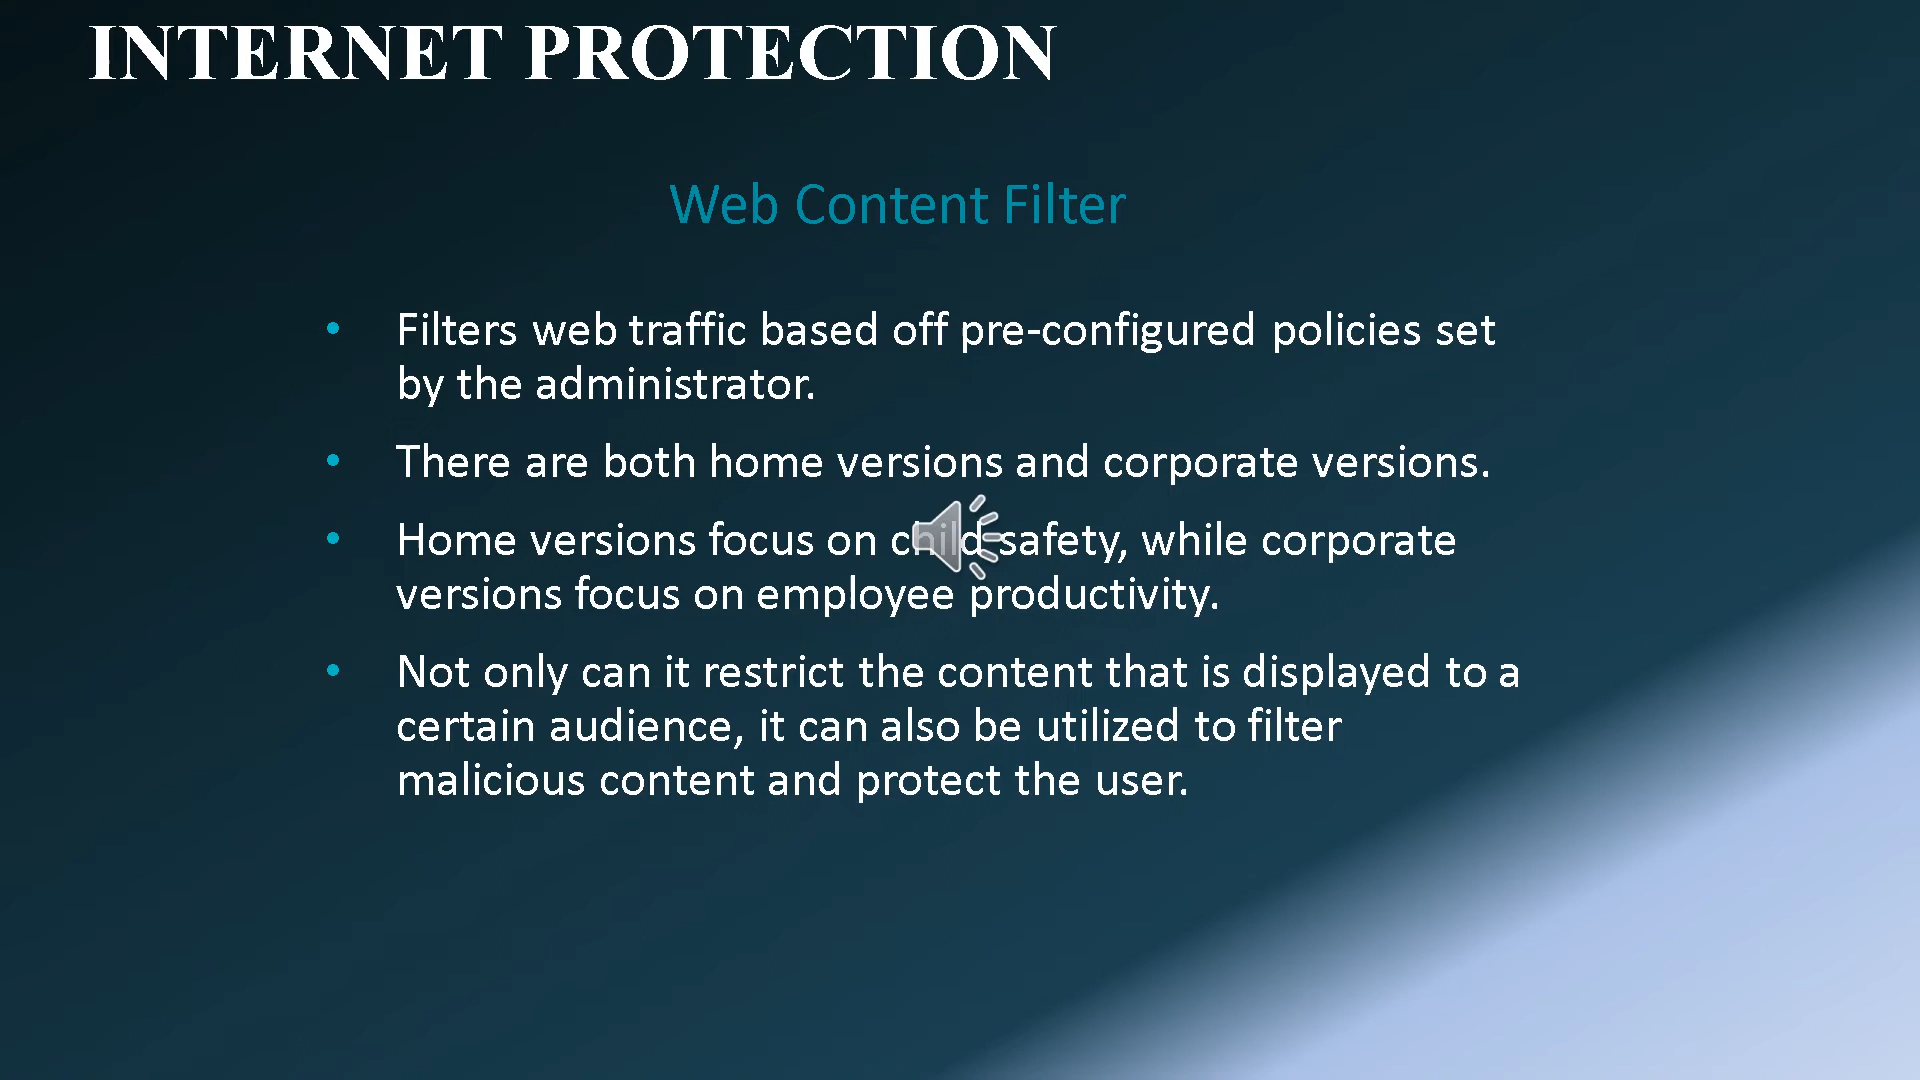 INTERNET PROTECTION
Web Content Filter
• Filters web traffic based off pre-configured policies set
by the administrator.
• There are both home versions and corporate versions.
• Home versions focus on child safety, while corporate
versions focus on employee productivity.
• Not only can it restrict the content that is displayed to a
certain audience, it can also be utilized to filter
malicious content and protect the user.